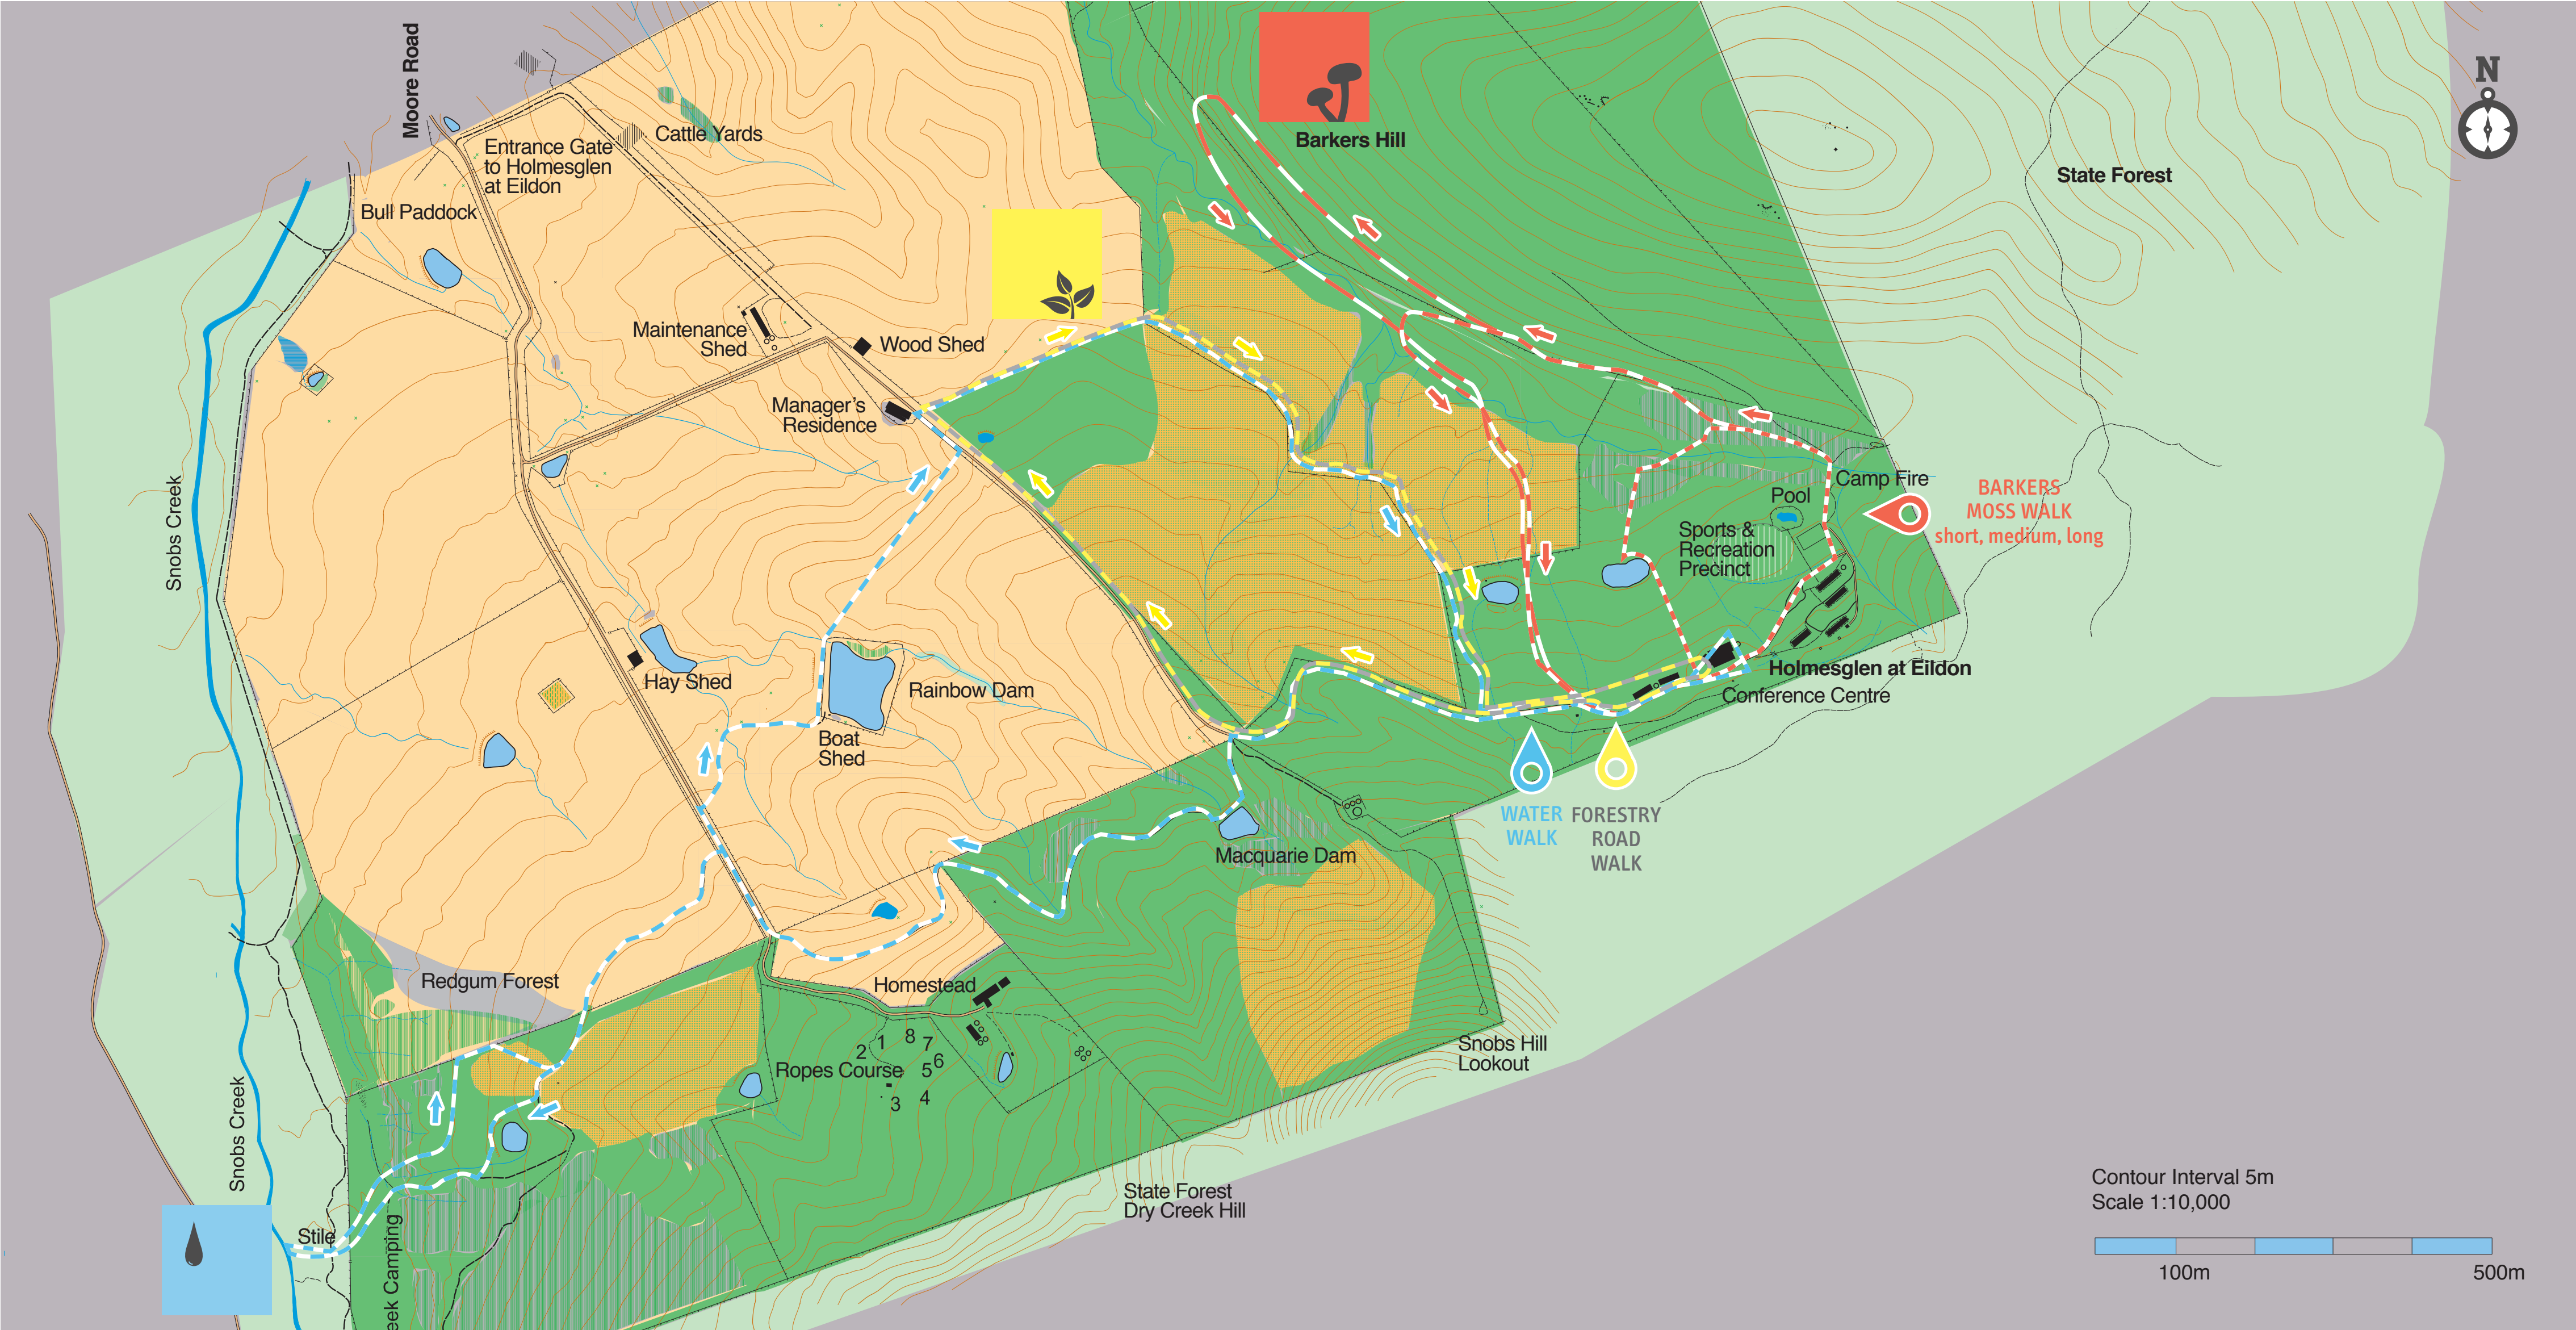 Moore Road
Barkers Hill
N
State Forest
Cattle Yards
Entrance Gate
to Holmesglen
at Eildon
Bull Paddock
Maintenance
Shed
Wood Shed
Manager's
Residence
Snobs Creek
Camp Fire
Pool
BARKERS
MOSS WALK
short, medium, long
Sports &
Recreation
Precinct
Hay Shed
Rainbow Dam
Boat
Shed
Holmesglen at Eildon
Conference Centre
WATER
WALK
FORESTRY
ROAD
WALK
Macquarie Dam
Redgum Forest
Homestead
Ropes Course
1
2
3
4
5
6
7
8
Snobs Hill
Lookout
Snobs Creek
Stile
eek Camping
State Forest
Dry Creek Hill
Contour Interval 5m
Scale 1:10,000
100m
500m